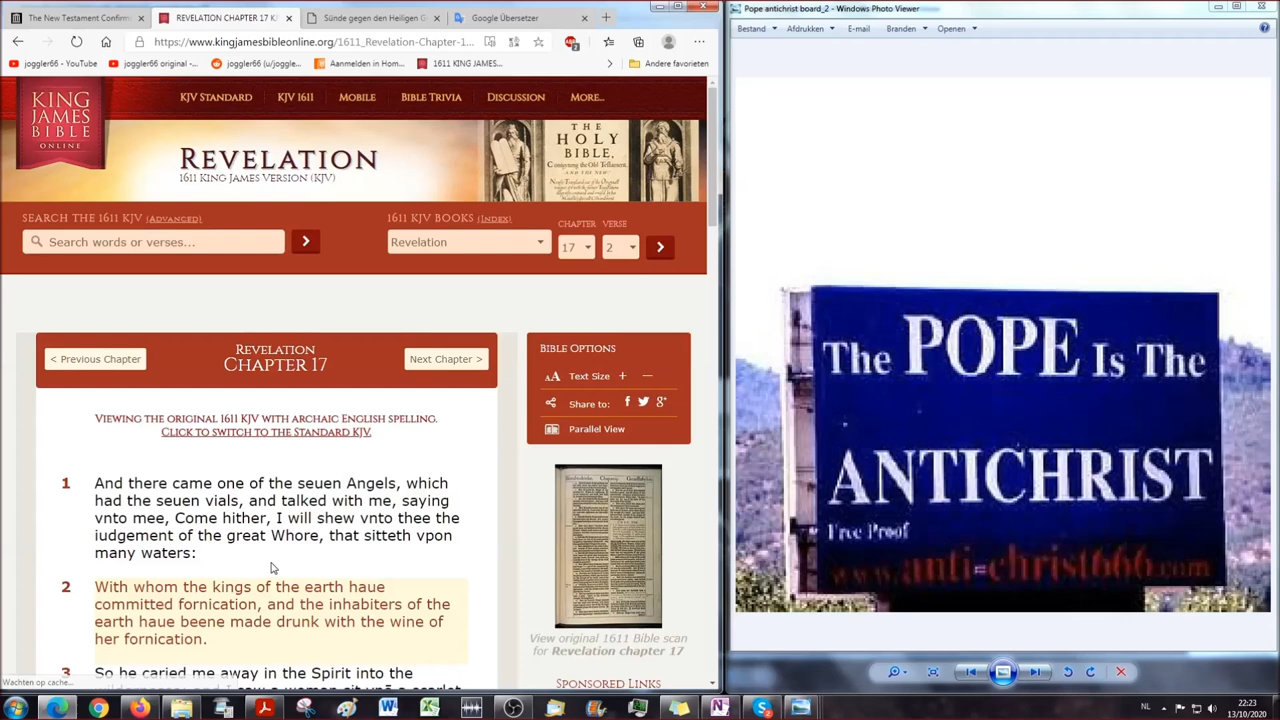 The New Testament Confirm
REVELATION CHAPTER 17 K
Sünde gegen den Heiligen G
Google Übersetzer
https://www.kingjamesbibleonline.org/1611_Revelation-Chapter-1...
joggler66 - YouTube
joggler66 original -...
joggler66 (u/joggle...
Aanmelden in Hom...
1611 KING JAMES...
Andere favorieten
KING
JAMES
BIBLE
ONLINE
KJV STANDARD
KJV 1611
MOBILE
BIBLE TRIVIA
DISCUSSION
MORE...
REVELATION
1611 KING JAMES VERSION (KJV)
THE
HOLY
BIBLE,
SEARCH THE 1611 KJV (ADVANCED)
1611 KJV BOOKS (INDEX)
CHAPTER
VERSE
Search words or verses...
Revelation
17
2
< Previous Chapter
REVELATION
CHAPTER 17
Next Chapter >
VIEWING THE ORIGINAL 1611 KJV WITH ARCHAIC ENGLISH SPELLING.
CLICK TO SWITCH TO THE STANDARD KJV.
1 And there came one of the seuen Angels, which
had the seuen vials, and talked with me, saying
vnto mee, Come hither, I will shew vnto thee the
iudgement of the great Whore, that sitteth vpon
many waters:
2 With whom the kings of the earth haue
committed fornication, and the inhabiters of the
earth haue beene made drunk with the wine of
her fornication.
3 So he caried me away in the Spirit into the
BIBLE OPTIONS
AA Text Size + —
Share to:
Parallel View
View original 1611 Bible scan
for Revelation chapter 17
SPONSORED LINKS
Wachten op cache...
Pope antichrist board_2 - Windows Photo Viewer
Bestand
Afdrukken
E-mail
Branden
Openen
The POPE Is The
ANTICHRIST
Free Proof
NL
22:23
13/10/2020